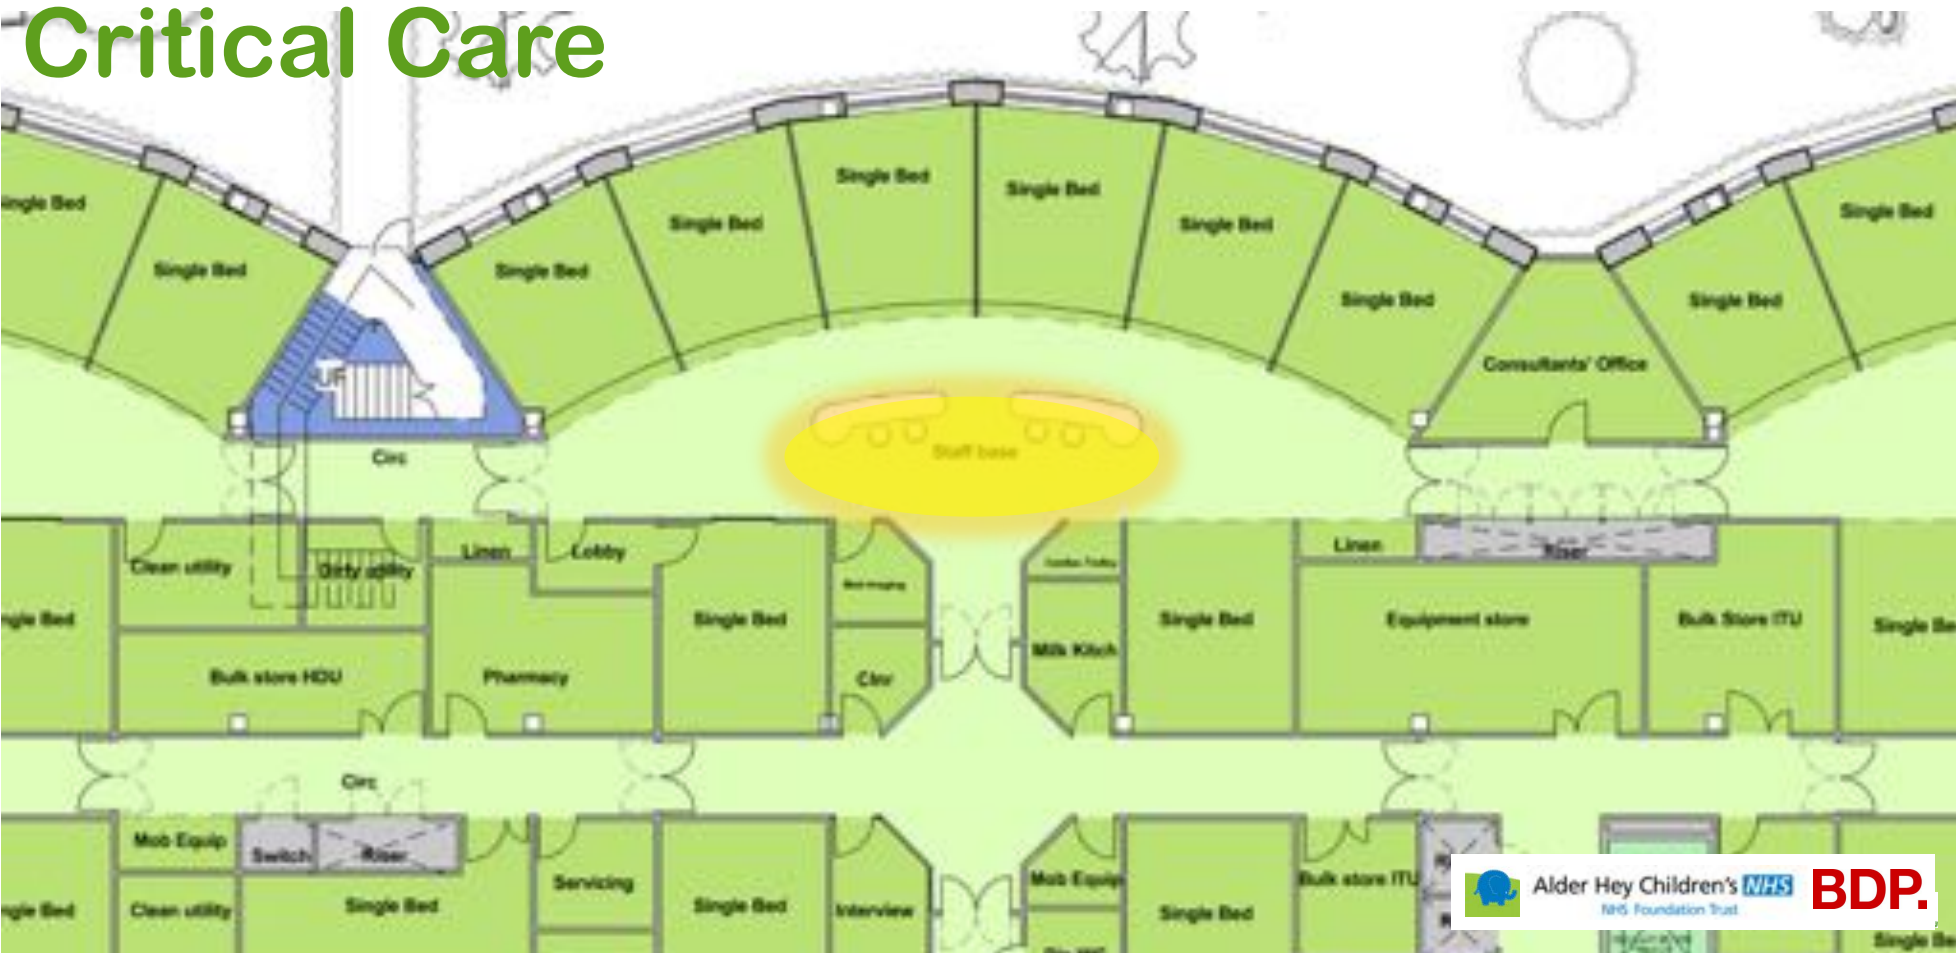 Critical Care
Single Bed
Single Bed
Single Bed
Single Bed
Single Bed
Single Bed
Single Bed
Single Bed
Single Bed
Single Bed
Single Bed
Consultants' Office
UP
Staff base
Circ
Linen
Lobby
Linen
Riser
Clean utility
Dirty utility
Single Bed
Single Bed
Milk Kitch
Single Bed
Equipment store
Bulk Store ITU
Bulk store HDU
Pharmacy
Circ
Mob Equip
Switch
Riser
Servicing
Mob Equip
Bulk store ITU
Clean utility
Single Bed
Single Bed
Interview
Single Bed
Alder Hey Children's NHS
NHS Foundation Trust
BDP.